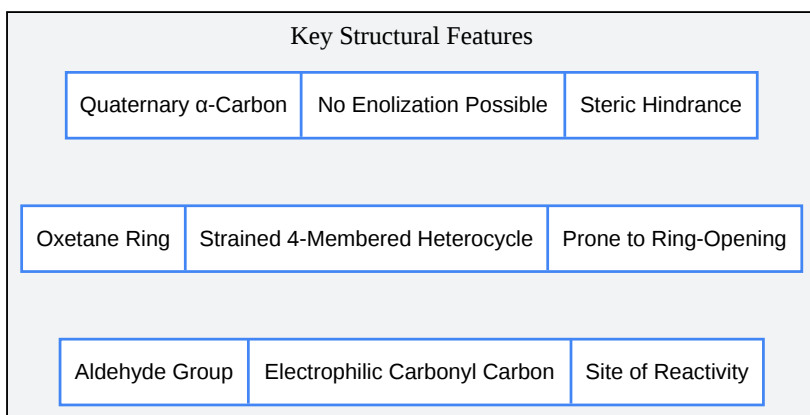 Key Structural Features
Quaternary α-Carbon No Enolization Possible Steric Hindrance
Oxetane Ring Strained 4-Membered Heterocycle Prone to Ring-Opening
Aldehyde Group Electrophilic Carbonyl Carbon Site of Reactivity